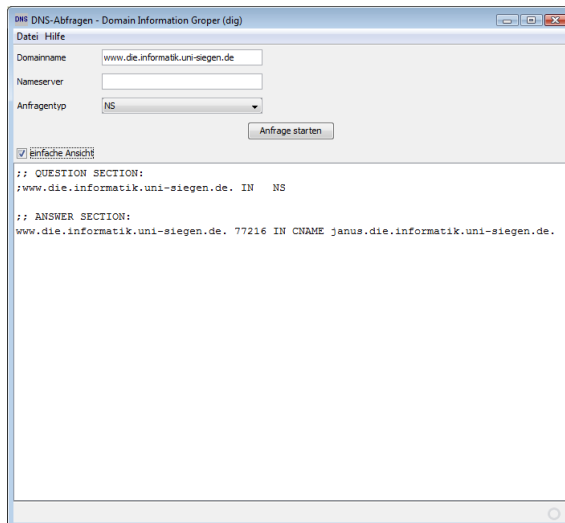 DNS DNS-Abfragen - Domain Information Groper (dig)
Datei Hilfe
Domainname www.die.informatik.uni-siegen.de
Nameserver
Anfragentyp NS
Anfrage starten
einfache Ansicht
;; QUESTION SECTION:
;www.die.informatik.uni-siegen.de. IN NS
;; ANSWER SECTION:
www.die.informatik.uni-siegen.de. 77216 IN CNAME janus.die.informatik.uni-siegen.de.